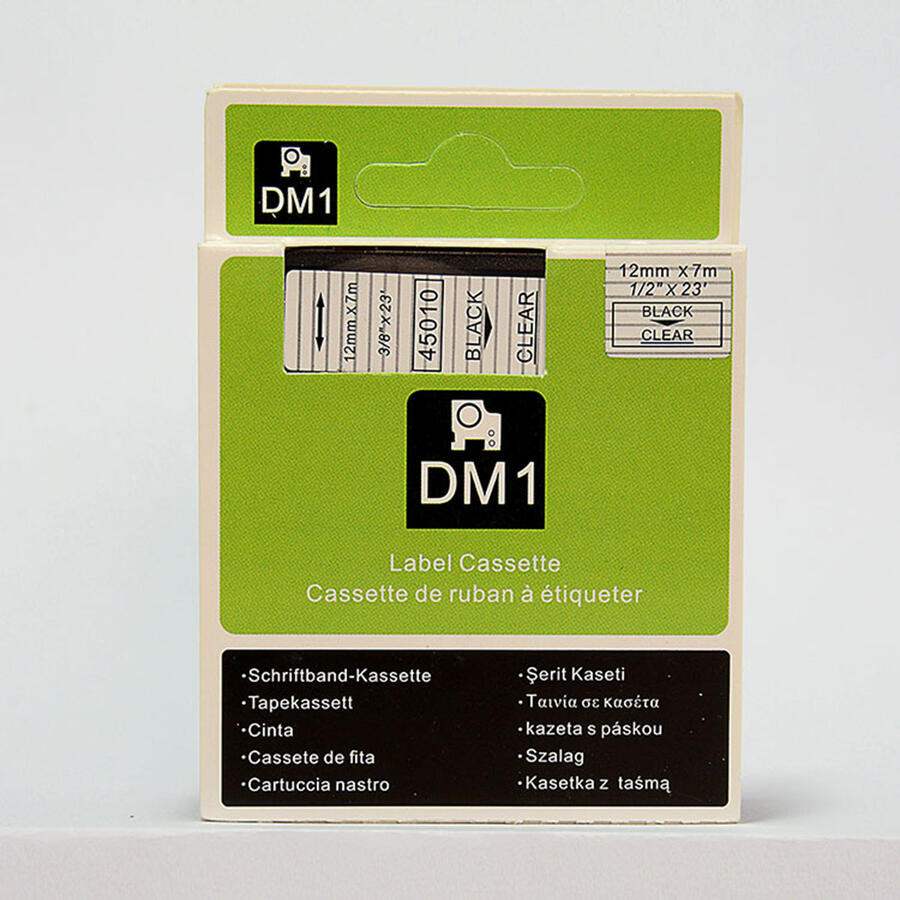 DM1
12mm x 7m
3/8" x 23'
45010
BLACK
CLEAR
12mm x 7m
1/2" x 23'
BLACK
CLEAR
DM1
Label Cassette
Cassette de ruban à étiqueter
·Schriftband-Kassette
·Tapekassett
·Cinta
·Cassete de fita
·Cartuccia nastro
·Şerit Kaseti
·Ταινία σε κασέτα
·kazeta s páskou
·Szalag
·Kasetka z taśmą